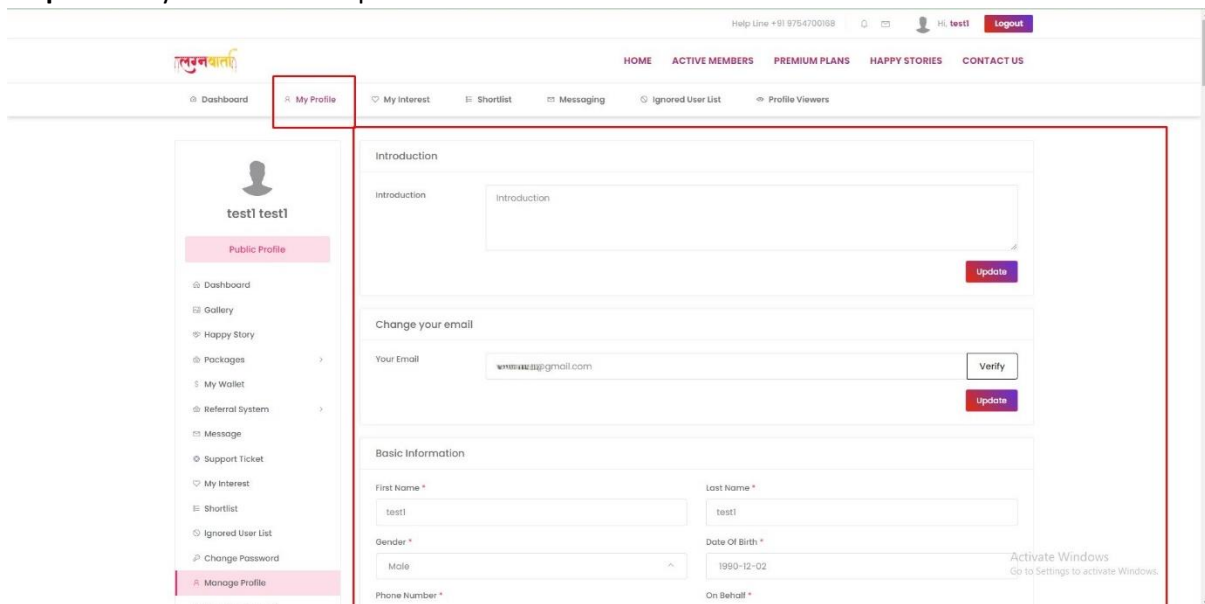 Help Line +91 9754700168
Hi, test1
Logout
लग्नवार्ता
HOME ACTIVE MEMBERS PREMIUM PLANS HAPPY STORIES CONTACT US
Dashboard My Profile My Interest Shortlist Messaging Ignored User List Profile Viewers
test1 test1
Public Profile
Dashboard
Gallery
Happy Story
Packages
My Wallet
Referral System
Message
Support Ticket
My Interest
Shortlist
Ignored User List
Change Password
Manage Profile
Introduction
Introduction Introduction
Update
Change your email
Your Email @gmail.com Verify
Update
Basic Information
First Name * Last Name *
test1 test1
Gender * Date Of Birth *
Male 1990-12-02
Phone Number * On Behalf *
Activate Windows
Go to Settings to activate Windows.